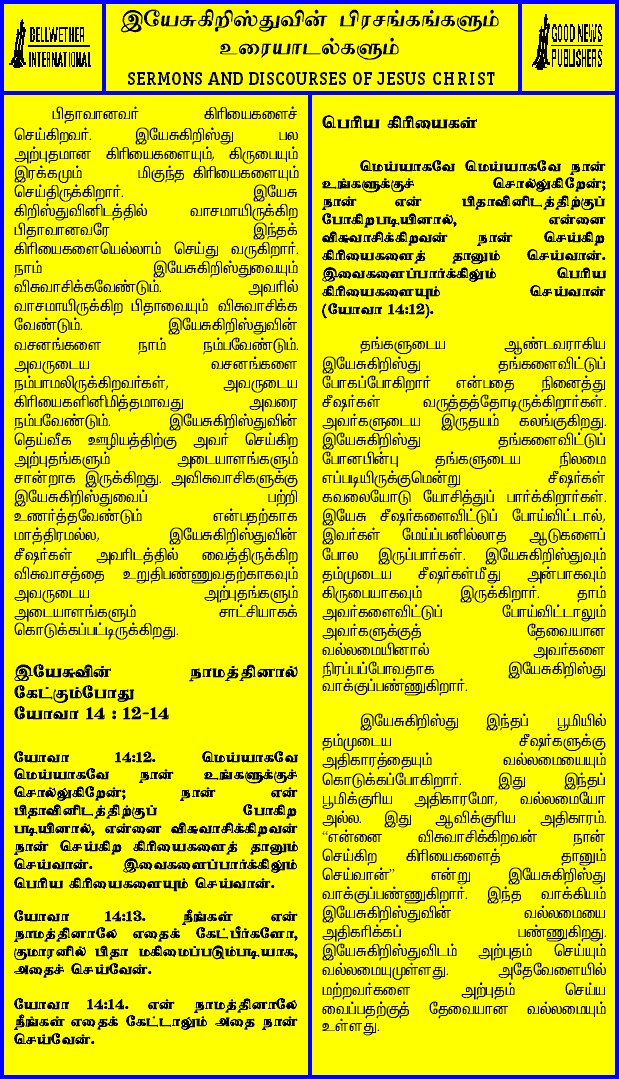 BELLWETHER
INTERNATIONAL
இயேசுகிறிஸ்துவின் பிரசங்கங்களும்
உரையாடல்களும்
SERMONS AND DISCOURSES OF JESUS CHRIST
GOOD NEWS
PUBLISHERS
பிதாவானவர் கிரியைகளைச்
செய்கிறவர். இயேசுகிறிஸ்து பல
அற்புதமான கிரியைகளையும், கிருபையும்
இரக்கமும் மிகுந்த கிரியைகளையும்
செய்திருக்கிறார். இயேசு
கிறிஸ்துவினிடத்தில் வாசமாயிருக்கிற
பிதாவானவரே இந்தக்
கிரியைகளையெல்லாம் செய்து வருகிறார்.
நாம் இயேசுகிறிஸ்துவையும்
விசுவாசிக்கவேண்டும். அவரில்
வாசமாயிருக்கிற பிதாவையும் விசுவாசிக்க
வேண்டும். இயேசுகிறிஸ்துவின்
வசனங்களை நாம் நம்பவேண்டும்.
அவருடைய வசனங்களை
நம்பாமலிருக்கிறவர்கள், அவருடைய
கிரியைகளினிமித்தமாவது அவரை
நம்பவேண்டும். இயேசுகிறிஸ்துவின்
தெய்வீக ஊழியத்திற்கு அவர் செய்கிற
அற்புதங்களும் அடையாளங்களும்
சான்றாக இருக்கிறது. அவிசுவாசிகளுக்கு
இயேசுகிறிஸ்துவைப் பற்றி
உணர்த்தவேண்டும் என்பதற்காக
மாத்திரமல்ல, இயேசுகிறிஸ்துவின்
சீஷர்கள் அவரிடத்தில் வைத்திருக்கிற
விசுவாசத்தை உறுதிபண்ணுவதற்காகவும்
அவருடைய அற்புதங்களும்
அடையாளங்களும் சாட்சியாகக்
கொடுக்கப்பட்டிருக்கிறது.
இயேசுவின் நாமத்தினால்
கேட்கும்போது
யோவா 14 : 12-14
யோவா 14:12. மெய்யாகவே
மெய்யாகவே நான் உங்களுக்குச்
சொல்லுகிறேன்; நான் என்
பிதாவினிடத்திற்குப் போகிற
படியினால், என்னை விசுவாசிக்கிறவன்
நான் செய்கிற கிரியைகளைத் தானும்
செய்வான். இவைகளைப்பார்க்கிலும்
பெரிய கிரியைகளையும் செய்வான்.
யோவா 14:13. நீங்கள் என்
நாமத்தினாலே எதைக் கேட்பீர்களோ,
குமாரனில் பிதா மகிமைப்படும்படியாக,
அதைச் செய்வேன்.
யோவா 14:14. என் நாமத்தினாலே
நீங்கள் எதைக் கேட்டாலும் அதை நான்
செய்வேன்.
பெரிய கிரியைகள்
மெய்யாகவே மெய்யாகவே நான்
உங்களுக்குச் சொல்லுகிறேன்;
நான் என் பிதாவினிடத்திற்குப்
போகிறபடியினால், என்னை
விசுவாசிக்கிறவன் நான் செய்கிற
கிரியைகளைத் தானும் செய்வான்.
இவைகளைப்பார்க்கிலும் பெரிய
கிரியைகளையும் செய்வான்
(யோவா 14:12).
தங்களுடைய ஆண்டவராகிய
இயேசுகிறிஸ்து தங்களைவிட்டுப்
போகப்போகிறார் என்பதை நினைத்து
சீஷர்கள் வருத்தத்தோடிருக்கிறார்கள்.
அவர்களுடைய இருதயம் கலங்குகிறது.
இயேசுகிறிஸ்து தங்களைவிட்டுப்
போனபின்பு தங்களுடைய நிலமை
எப்படியிருக்குமென்று சீஷர்கள்
கவலையோடு யோசித்துப் பார்க்கிறார்கள்.
இயேசு சீஷர்களைவிட்டுப் போய்விட்டால்,
இவர்கள் மேய்ப்பனில்லாத ஆடுகளைப்
போல இருப்பார்கள். இயேசுகிறிஸ்துவும்
தம்முடைய சீஷர்கள்மீது அன்பாகவும்
கிருபையாகவும் இருக்கிறார். தாம்
அவர்களைவிட்டுப் போய்விட்டாலும்
அவர்களுக்குத் தேவையான
வல்லமையினால் அவர்களை
நிரப்பப்போவதாக இயேசுகிறிஸ்து
வாக்குப்பண்ணுகிறார்.
இயேசுகிறிஸ்து இந்தப் பூமியில்
தம்முடைய சீஷர்களுக்கு
அதிகாரத்தையும் வல்லமையையும்
கொடுக்கப்போகிறார். இது இந்தப்
பூமிக்குரிய அதிகாரமோ, வல்லமையோ
அல்ல. இது ஆவிக்குரிய அதிகாரம்.
“என்னை விசுவாசிக்கிறவன் நான்
செய்கிற கிரியைகளைத் தானும்
செய்வான்” என்று இயேசுகிறிஸ்து
வாக்குப்பண்ணுகிறார். இந்த வாக்கியம்
இயேசுகிறிஸ்துவின் வல்லமையை
அதிகரிக்கப் பண்ணுகிறது.
இயேசுகிறிஸ்துவிடம் அற்புதம் செய்யும்
வல்லமையுமுள்ளது. அதேவேளையில்
மற்றவர்களை அற்புதம் செய்ய
வைப்பதற்குத் தேவையான வல்லமையும்
உள்ளது.